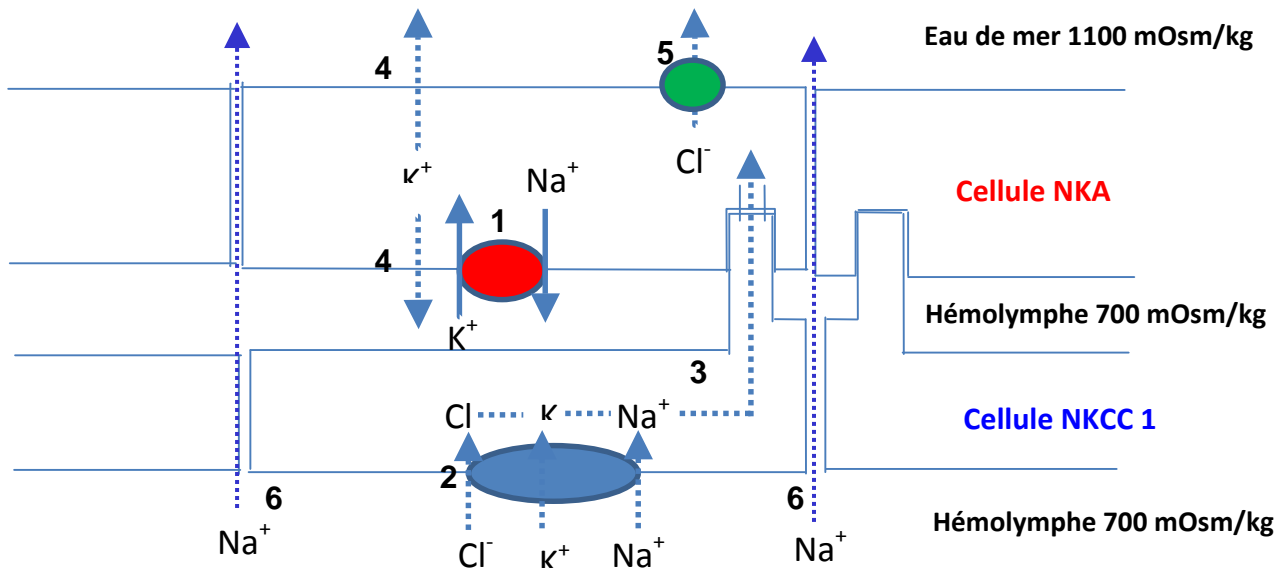 Eau de mer 1100 mOsm/kg
5
4
Cl⁻
K⁺
Na⁺
Cellule NKA
1
4
Hémolymphe 700 mOsm/kg
K⁺
3
Cl K Na⁺
Cellule NKCC 1
2
6
6
Hémolymphe 700 mOsm/kg
Na⁺
Cl⁻ K⁺ Na⁺
Na⁺